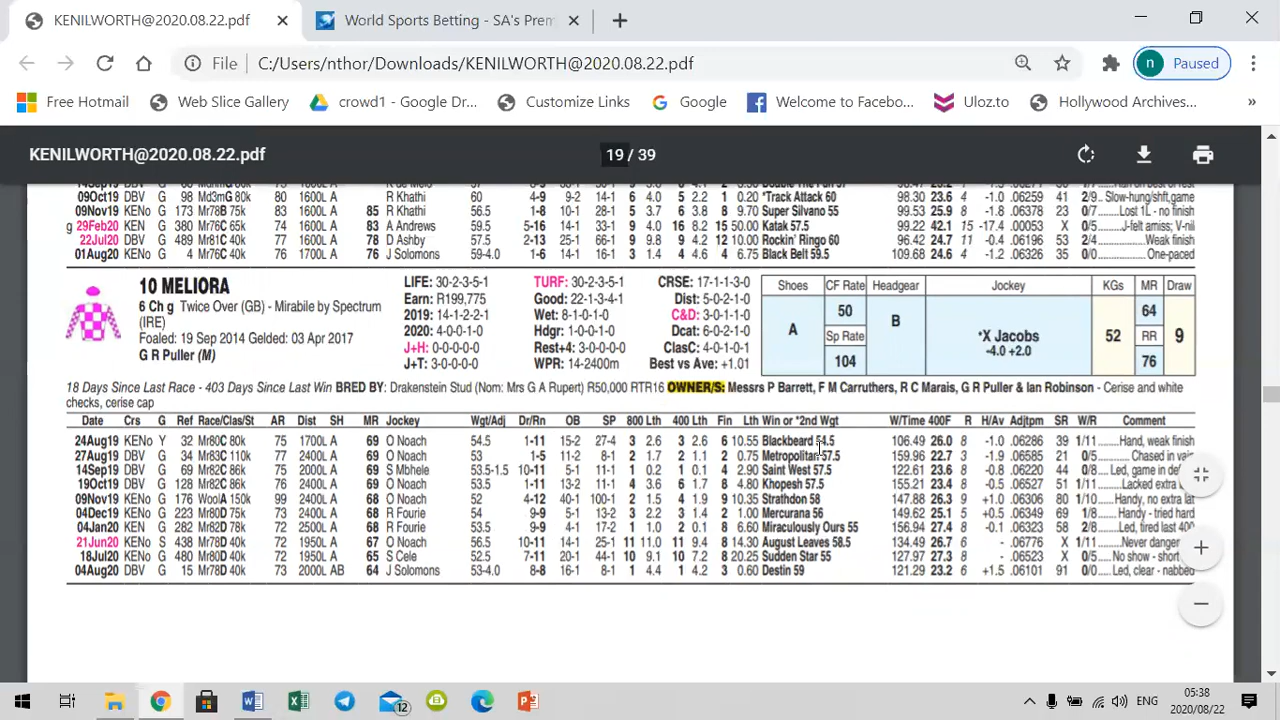 KENILWORTH@2020.08.22.pdf
World Sports Betting - SA's Prem
File C:/Users/nthor/Downloads/KENILWORTH@2020.08.22.pdf n Paused
Free Hotmail Web Slice Gallery crowd1 - Google Dr... Customize Links Google Welcome to Facebo... Uloz.to Hollywood Archives... »
KENILWORTH@2020.08.22.pdf 19 / 39
09Oct19 DBV G 4-3 R Khathi 60 4-9 9-2 14-1 6 4.0 5 2.2 1 0.20 *Track Attack 60 98.30 23.6 4 -1.0 .06259 41 2/9.. Slow-hung/shft,game
09Nov19 KENo G 173 Mr78B 75k 83 1700L A 85 R Khathi 56.5 1-8 10-1 28-1 5 3.7 6 3.8 8 9.70 Super Silvano 55 99.53 25.9 8 -1.8 .06378 23 0/7..... Lost 1L - no finish
g 29Feb20 KEN G 380 Mr76C 65k 74 1600L A 83 A Andrews 59.5 5-16 14-1 33-1 9 4.0 16 8.2 15 50.00 Katak 57.5 99.22 42.1 15 -17.4 .0053 X 0/5..... J-felt amiss; V-nil
22Jul20 DBV G 489 Mr81C 40k 77 1600L A 78 D Ashby 57.5 2-13 25-1 66-1 9 9.8 9 4.2 12 10.00 Rockin' Ringo 60 96.42 24.7 11 -0.4 .06196 53 2/4 Weak finish
01Aug20 KENo G 4 Mr76C 40k 76 1700L A 76 J Solomons 59-4.0 1-6 14-1 16-1 3 1.4 4 4.6 4 6.75 Black Belt 59.5 109.68 24.6 4 -1.2 .06326 35 0/0 One-paced
10 MELIORA
6 Ch g Twice Over (GB) - Mirabile by Spectrum
(IRE)
Foaled: 19 Sep 2014 Gelded: 03 Apr 2017
G R Puller (M)
LIFE: 30-2-3-5-1 TURF: 30-2-3-5-1 CRSE: 17-1-1-3-0
Earn: R199,775 Good: 22-1-3-4-1 Dist: 5-0-2-1-0
2019: 14-1-2-2-1 Wet: 8-1-0-1-0 C&D: 3-0-1-1-0
2020: 4-0-0-1-0 Hdgr: 1-0-0-1-0 Dcat: 6-0-2-1-0
J+H: 0-0-0-0-0 Rest+4: 3-0-0-0-0 ClasC: 4-0-1-0-1
J+T: 3-0-0-0-0 WPR: 14-2400m Best vs Ave: +1.01
Shoes CF Rate Headgear Jockey KGs MR Draw
A 50 B *X Jacobs 52 64 9
Sp Rate -4.0 +2.0 RR
104 76
18 Days Since Last Race - 403 Days Since Last Win BRED BY: Drakenstein Stud (Nom: Mrs G A Rupert) R50,000 RTR16 OWNER/S: Messrs P Barrett, F M Carruthers, R C Marais, G R Puller & Ian Robinson - Cerise and white
checks, cerise cap
Date Crs Y Ref Race/Clas/St AR Dist SH MR Jockey Wgt/Adj Dr/Rn OB SP 800 Lth 400 Lth Fin Lth Win or *2nd Wgt W/Time 400F R H/Av Adjtpm SR W/R Comment
24Aug19 KENo Y 32 Mr80C 80k 75 1700L A 69 O Noach 54.5 1-11 15-2 27-4 3 2.6 3 2.6 6 10.55 Blackbeard 54.5 106.49 26.0 8 -1.0 .06286 39 1/11 Hand, weak finish
27Aug19 DBV G 34 Mr83C 110k 77 2400L A 69 O Noach 53 1-5 11-2 8-1 2 1.7 2 1.1 2 0.75 Metropolitan 57.5 159.96 22.7 3 -1.9 .06585 21 0/5 Chased in vain
14Sep19 DBV G 69 Mr82C 86k 76 2000L A 69 S Mbhele 53.5-1.5 10-11 5-1 11-1 1 0.2 1 0.1 4 2.90 Saint West 57.5 122.61 23.6 8 -0.8 .06220 44 0/8 Led, game in def
19Oct19 DBV G 128 Mr82C 86k 76 2400L A 69 O Noach 53.5 1-11 13-2 12-1 4 3.6 6 1.7 8 4.80 Khopesh 57.5 155.21 23.4 8 -0.5 .06425 51 1/11 Lacked extra
09Nov19 KENo G 176 WoolA 150k 99 2400L A 68 O Noach 52 4-12 40-1 100-1 2 1.5 4 1.9 9 10.35 Strathdon 58 147.88 26.3 9 +1.0 .06306 80 1/10 Handy, no extra
04Dec19 KENo G 223 Mr80D 75k 72 2400L A 68 R Fourie 54 9-9 5-1 13-2 3 2.2 3 1.4 2 1.00 Mercurana 56 149.62 25.1 5 +0.5 .06349 69 1/8 Handy - tried hard
04Jan20 KEN G 282 Mr78D 78k 72 2500L A 68 R Fourie 53.5 9-9 4-1 17-2 1 1.0 2 0.1 8 6.60 Miraculously Ours 55 156.94 27.4 8 -0.1 .06323 58 2/8 Led, tired last 400
21Jun20 KENo S 438 Mr78D 40k 72 1950L A 67 O Noach 56.5 10-11 14-1 25-1 11 11.0 11 9.4 8 14.30 August Leaves 58.5 134.49 26.7 6 - .06776 X 1/11 Never danger
18Jul20 KENo G 480 Mr78D 40k 72 1950L A 65 S Cele 52.5 7-11 20-1 44-1 10 9.1 10 7.2 8 20.25 Sudden Star 55 127.97 27.3 8 - .06453 X 0/5 No show - short
04Aug20 DBV G 15 Mr78D 40k 73 2000L AB 64 J Solomons 53-4.0 8-8 16-1 8-1 1 4.4 1 4.2 3 0.60 Destin 59 121.29 23.2 6 +1.5 .06101 91 0/0 Led, clear - nabbed
12
ENG
05:38
2020/08/22